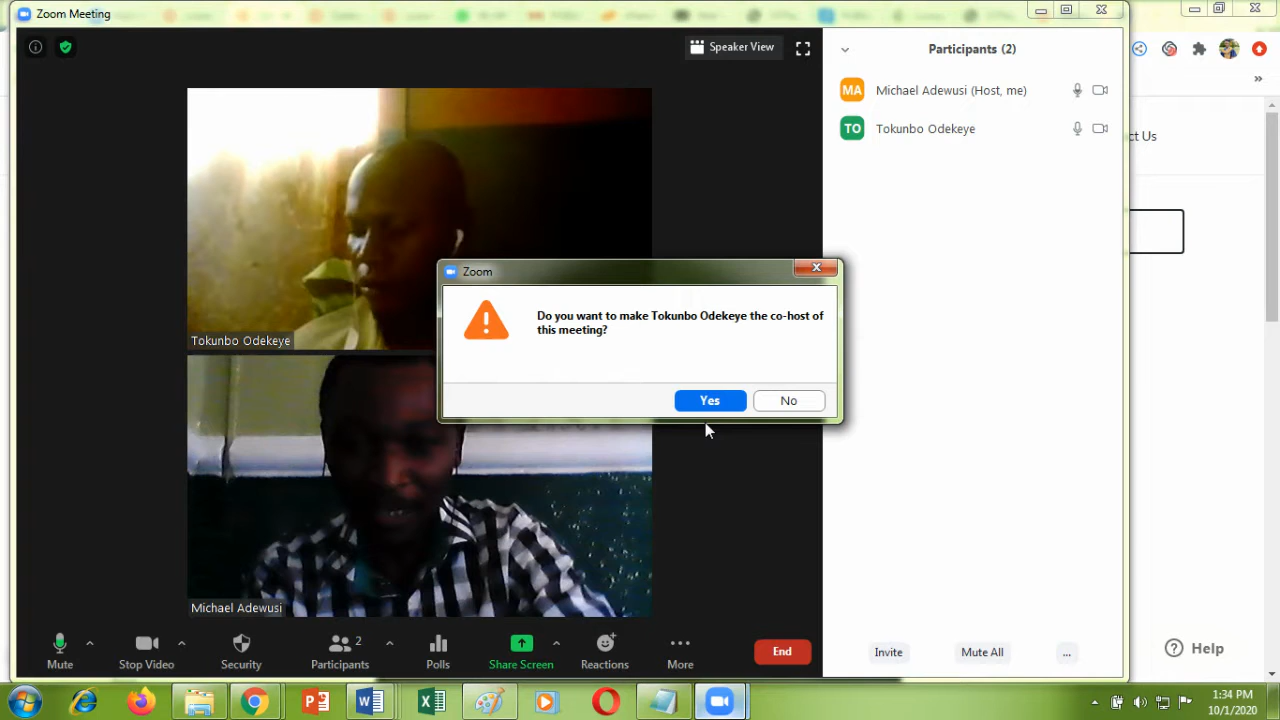 Zoom Meeting
Speaker View
Participants (2)
MA Michael Adewusi (Host, me)
TO Tokunbo Odekeye
ct Us
Tokunbo Odekeye
Zoom
Do you want to make Tokunbo Odekeye the co-host of
this meeting?
Yes No
Michael Adewusi
2
Mute Stop Video Security Participants Polls Share Screen Reactions More End
Invite Mute All ...
Help
1:34 PM
10/1/2020